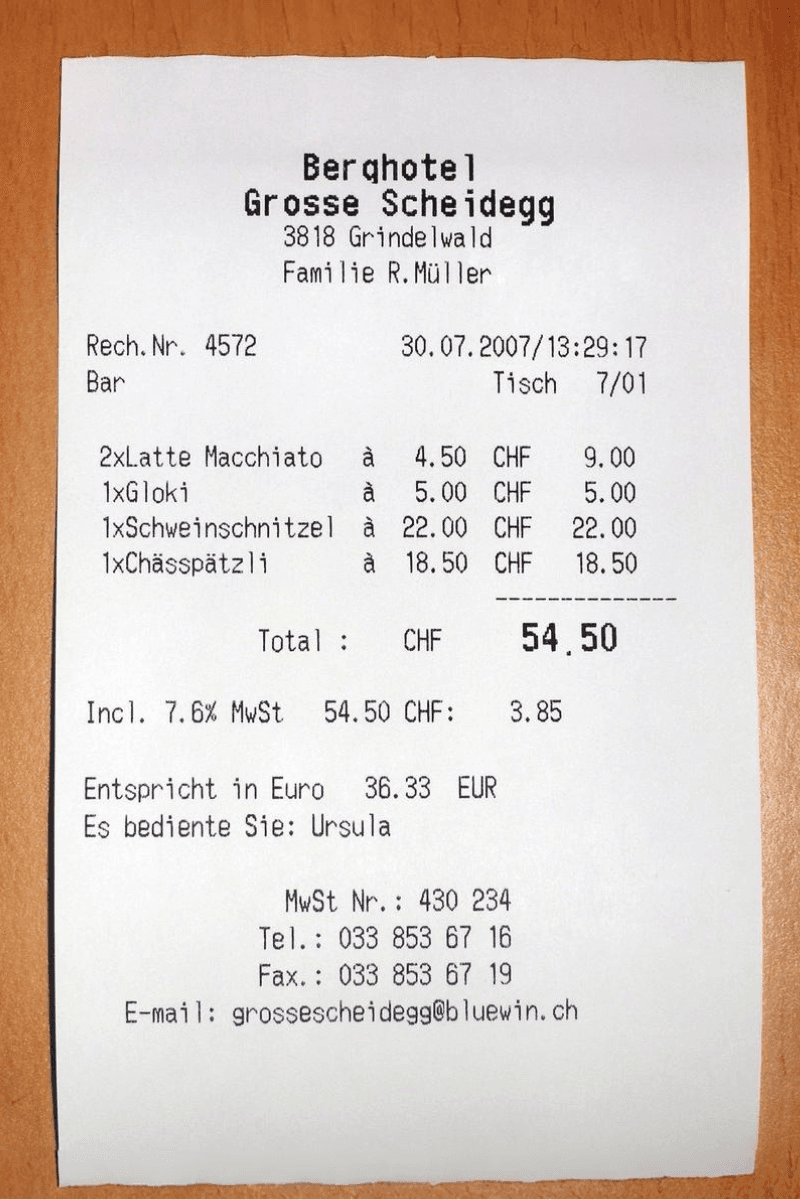 Berghotel
Grosse Scheidegg
3818 Grindelwald
Familie R.Müller
Rech.Nr. 4572 30.07.2007/13:29:17
Bar Tisch 7/01
2xLatte Macchiato à 4.50 CHF 9.00
1xGloki à 5.00 CHF 5.00
1xSchweinschnitzel à 22.00 CHF 22.00
1xChässpätzli à 18.50 CHF 18.50
Total : CHF 54.50
Incl. 7.6% MwSt 54.50 CHF: 3.85
Entspricht in Euro 36.33 EUR
Es bediente Sie: Ursula
MwSt Nr.: 430 234
Tel.: 033 853 67 16
Fax.: 033 853 67 19
E-mail: grossescheidegg@bluewin.ch